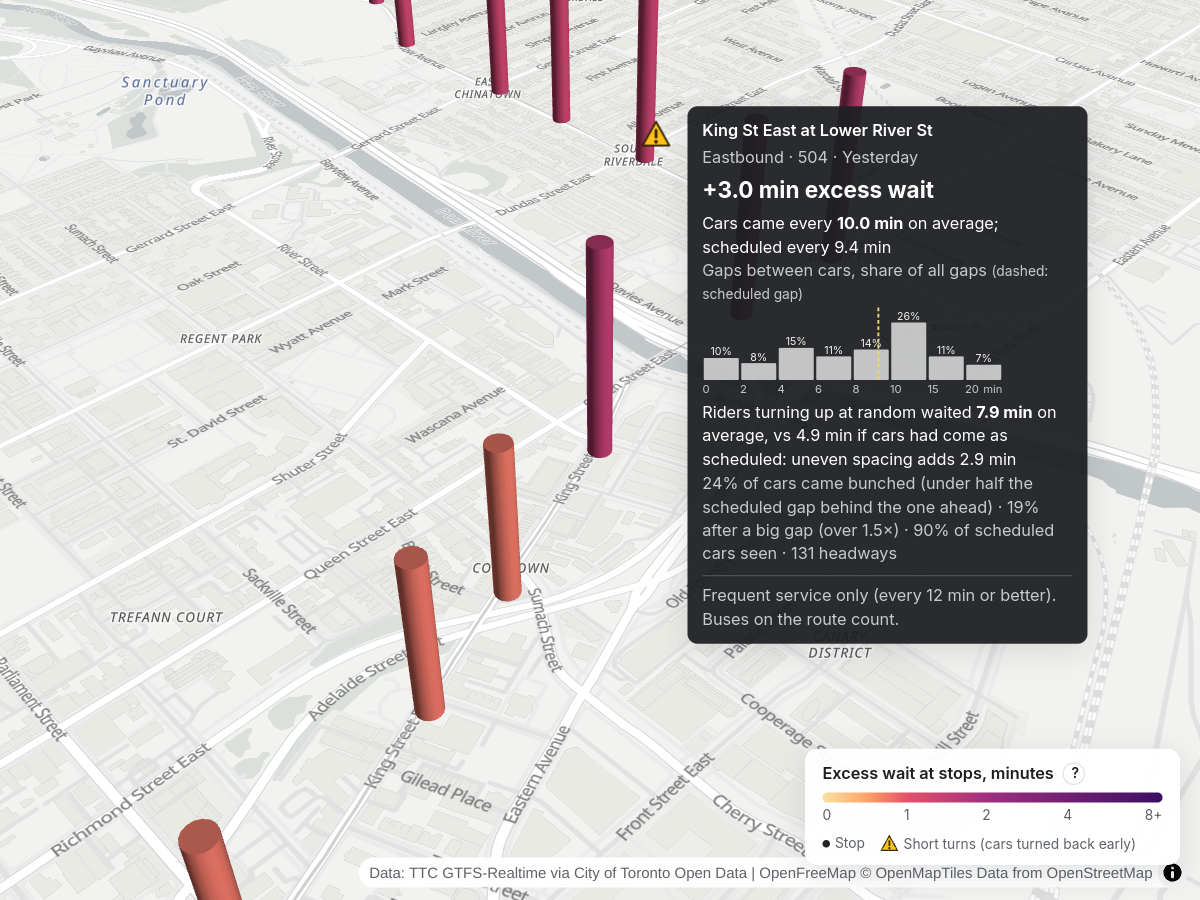 Langley Avenue
First Avenue
West Avenue
Logan Avenue
Carlaw Avenue
Bayview Avenue
Sanctuary
Pond
CHINATOWN
Gerrard Street East
River Street
Bayview Avenue
RIVERDALE
Dundas Street East
Gerrard Street East
Sumach Street
Oak Street
River Street
Mark Street
REGENT PARK
Wyatt Avenue
St. David Street
Shuter Street
Wascana Avenue
Eastern Avenue
King St East at Lower River St
Eastbound · 504 · Yesterday
+3.0 min excess wait
Cars came every 10.0 min on average;
scheduled every 9.4 min
Gaps between cars, share of all gaps (dashed:
scheduled gap)
10% 8% 15% 11% 14% 26% 11% 7%
0 2 4 6 8 10 15 20 min
Riders turning up at random waited 7.9 min on
average, vs 4.9 min if cars had come as
scheduled: uneven spacing adds 2.9 min
24% of cars came bunched (under half the
scheduled gap behind the one ahead) · 19%
after a big gap (over 1.5×) · 90% of scheduled
cars seen · 131 headways
Frequent service only (every 12 min or better).
Buses on the route count.
DISTRICT
Queen Street East
Sackville Street
TREFANN COURT
Sumach Street
Parliament Street
Adelaide Street
King Street
Gilead Place
Eastern Avenue
Richmond Street East
Front Street East
Cherry Street
Cooperage
Excess wait at stops, minutes ?
0 1 2 4 8+
Stop Short turns (cars turned back early)
Data: TTC GTFS-Realtime via City of Toronto Open Data | OpenFreeMap © OpenMapTiles Data from OpenStreetMap